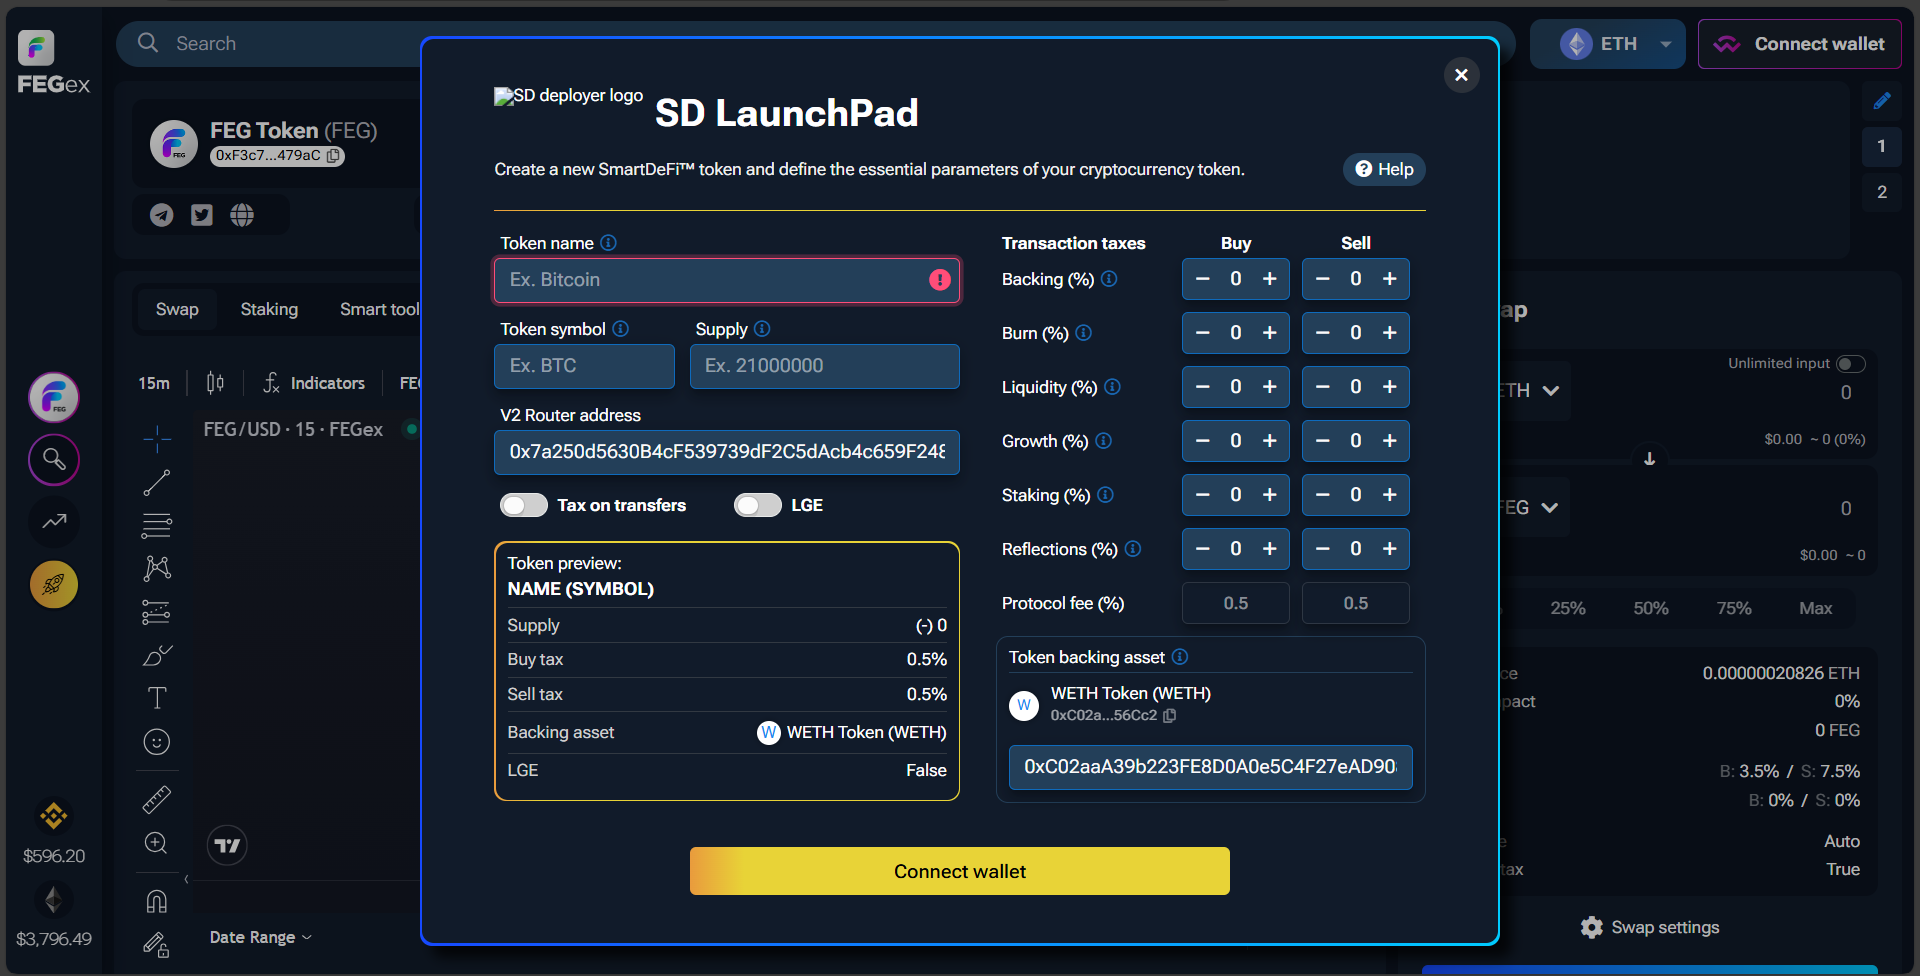 FEGex
Search
ETH
Connect wallet
FEG Token (FEG)
0xF3c7...479aC
1
2
Swap
Staking
Smart tool
15m
Indicators
FEG/USD · 15 · FEGex
Date Range
$596.20
$3,796.49
SD deployer logo
SD LaunchPad
Create a new SmartDeFi™ token and define the essential parameters of your cryptocurrency token.
Help
Token name
Ex. Bitcoin
Token symbol
Supply
Ex. BTC
Ex. 21000000
V2 Router address
0x7a250d5630B4cF539739dF2C5dAcb4c659F248
Tax on transfers
LGE
Token preview:
NAME (SYMBOL)
Supply (-) 0
Buy tax 0.5%
Sell tax 0.5%
Backing asset W WETH Token (WETH)
LGE False
Transaction taxes Buy Sell
Backing (%) − 0 + − 0 +
Burn (%) − 0 + − 0 +
Liquidity (%) − 0 + − 0 +
Growth (%) − 0 + − 0 +
Staking (%) − 0 + − 0 +
Reflections (%) − 0 + − 0 +
Protocol fee (%) 0.5 0.5
Token backing asset
W
WETH Token (WETH)
0xC02a...56Cc2
0xC02aaA39b223FE8D0A0e5C4F27eAD90
Connect wallet
ap
Unlimited input
ETH
0
$0.00 ~ 0 (0%)
FEG
0
$0.00 ~ 0
25% 50% 75% Max
ce 0.00000020826 ETH
pact 0%
0 FEG
B: 3.5% / S: 7.5%
B: 0% / S: 0%
e Auto
tax True
Swap settings